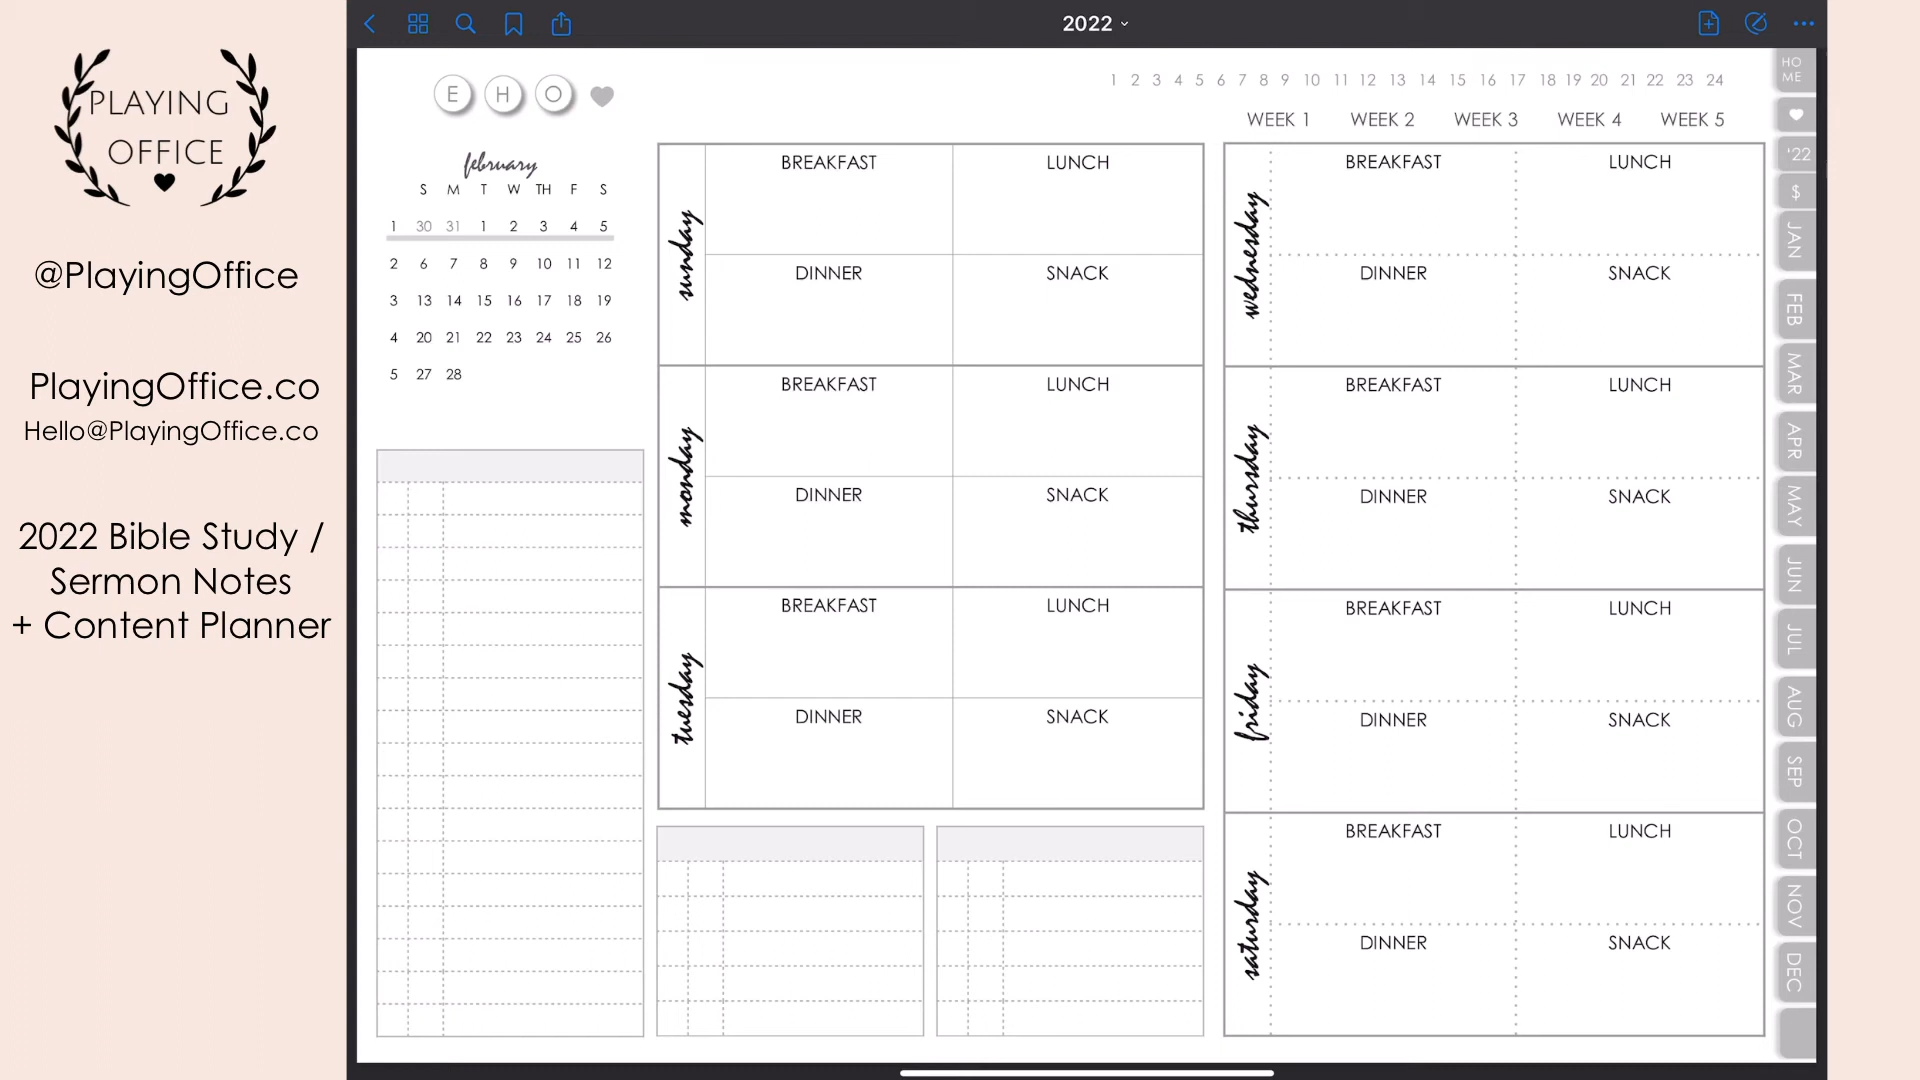 PLAYING
OFFICE
@PlayingOffice
PlayingOffice.co
Hello@PlayingOffice.co
2022 Bible Study /
Sermon Notes
+ Content Planner
2022
E H O
1 2 3 4 5 6 7 8 9 10 11 12 13 14 15 16 17 18 19 20 21 22 23 24
WEEK 1 WEEK 2 WEEK 3 WEEK 4 WEEK 5
february
S M T W TH F S
1 30 31 1 2 3 4 5
2 6 7 8 9 10 11 12
3 13 14 15 16 17 18 19
4 20 21 22 23 24 25 26
5 27 28
sunday
BREAKFAST LUNCH
DINNER SNACK
monday
BREAKFAST LUNCH
DINNER SNACK
tuesday
BREAKFAST LUNCH
DINNER SNACK
wednesday
BREAKFAST LUNCH
DINNER SNACK
thursday
BREAKFAST LUNCH
DINNER SNACK
friday
BREAKFAST LUNCH
DINNER SNACK
saturday
BREAKFAST LUNCH
DINNER SNACK
HO
ME
'22
$
JAN
FEB
MAR
APR
MAY
JUN
JUL
AUG
SEP
OCT
NOV
DEC